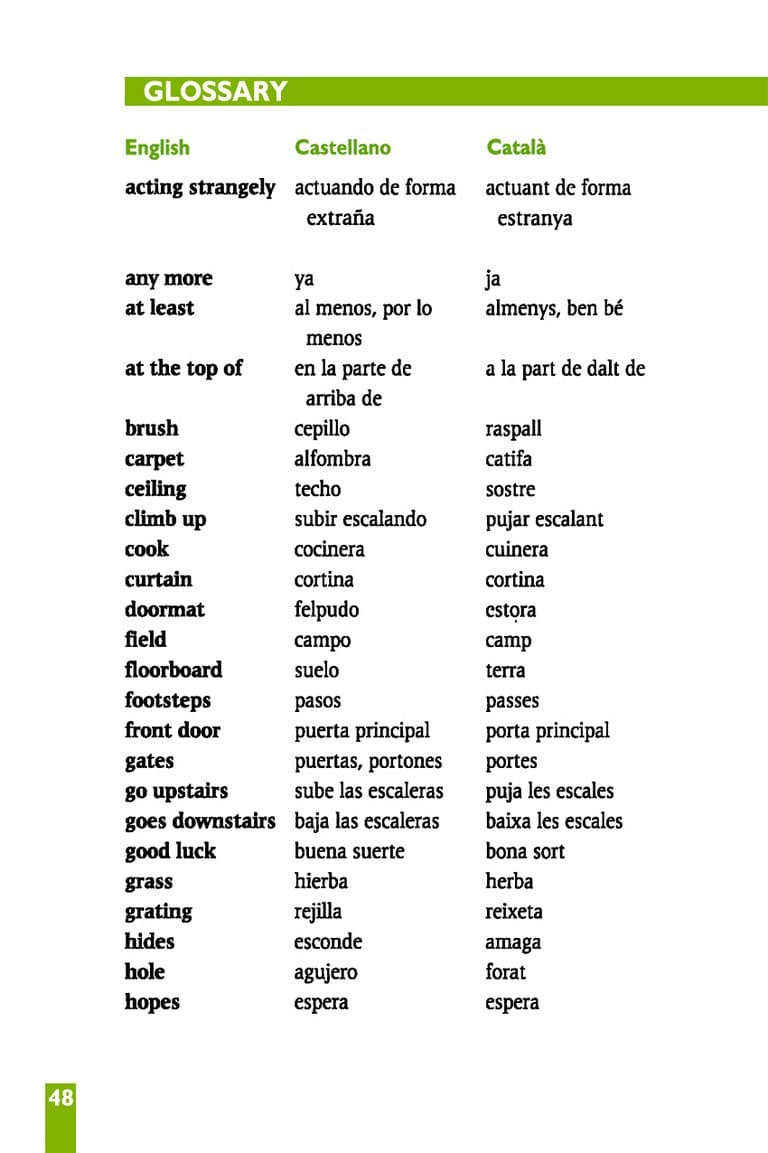 GLOSSARY
English Castellano Català
acting strangely actuando de forma actuant de forma
extraña estranya
any more ya ja
at least al menos, por lo almenys, ben bé
menos
at the top of en la parte de a la part de dalt de
arriba de
brush cepillo raspall
carpet alfombra catifa
ceiling techo sostre
climb up subir escalando pujar escalant
cook cocinera cuinera
curtain cortina cortina
doormat felpudo estora
field campo camp
floorboard suelo terra
footsteps pasos passes
front door puerta principal porta principal
gates puertas, portones portes
go upstairs sube las escaleras puja les escales
goes downstairs baja las escaleras baixa les escales
good luck buena suerte bona sort
grass hierba herba
grating rejilla reixeta
hides esconde amaga
hole agujero forat
hopes espera espera
48